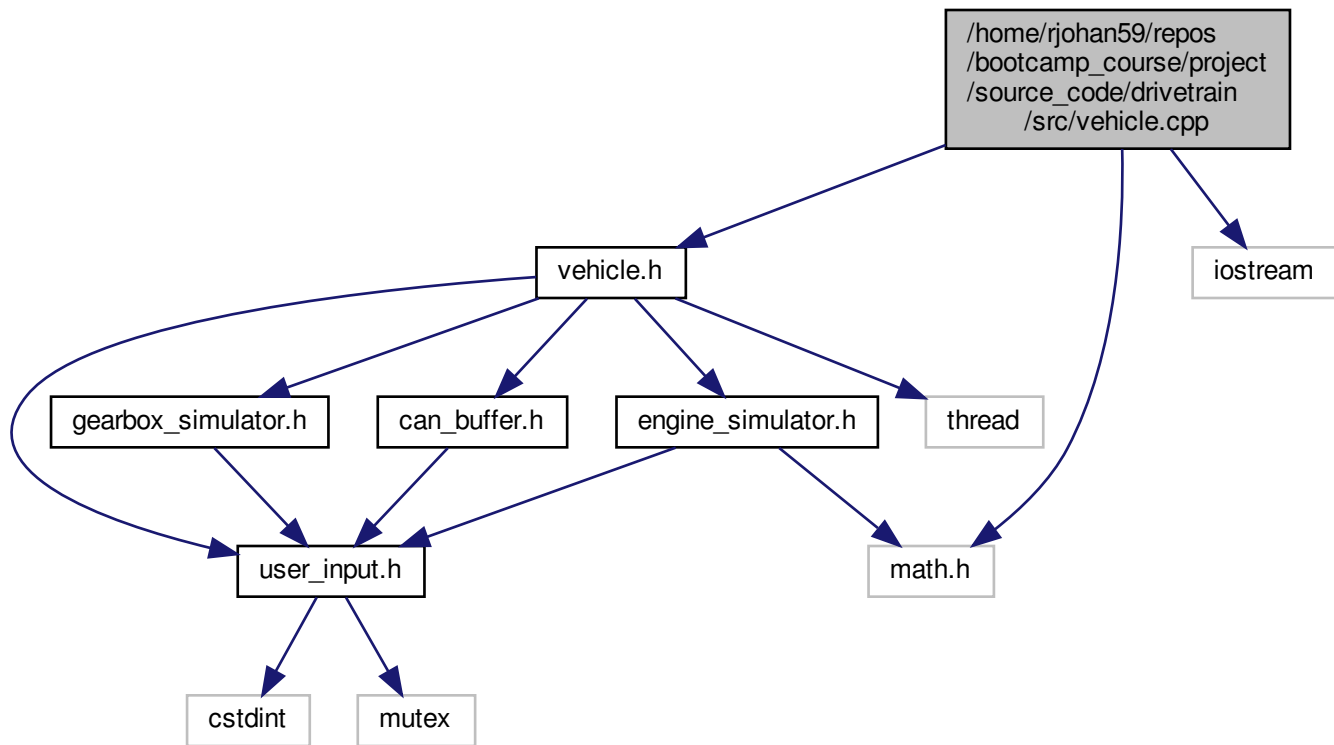 /home/rjohan59/repos
/bootcamp_course/project
/source_code/drivetrain
/src/vehicle.cpp
vehicle.h
iostream
gearbox_simulator.h
can_buffer.h
engine_simulator.h
thread
user_input.h
math.h
cstdint
mutex